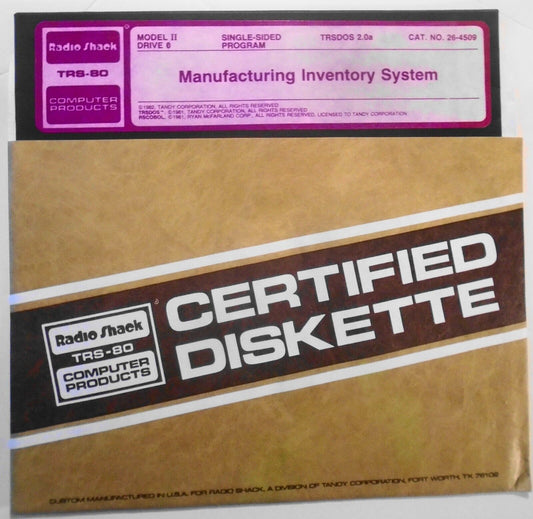 Radio Shack
TRS-80
COMPUTER
PRODUCTS
MODEL II SINGLE-SIDED TRSDOS 2.0a CAT. NO. 26-4509
DRIVE 0 PROGRAM
Manufacturing Inventory System
©1982, TANDY CORPORATION, ALL RIGHTS RESERVED
TRSDOS™, ©1981, TANDY CORPORATION, ALL RIGHTS RESERVED
RSCOBOL, ©1981, RYAN McFARLAND CORP., ALL RIGHTS RESERVED, LICENSED TO TANDY CORPORATION.
CERTIFIED
DISKETTE
Radio Shack
TRS-80
COMPUTER
PRODUCTS
®
CUSTOM MANUFACTURED IN U.S.A. FOR RADIO SHACK, A DIVISION OF TANDY CORPORATION, FORT WORTH, TX 76102